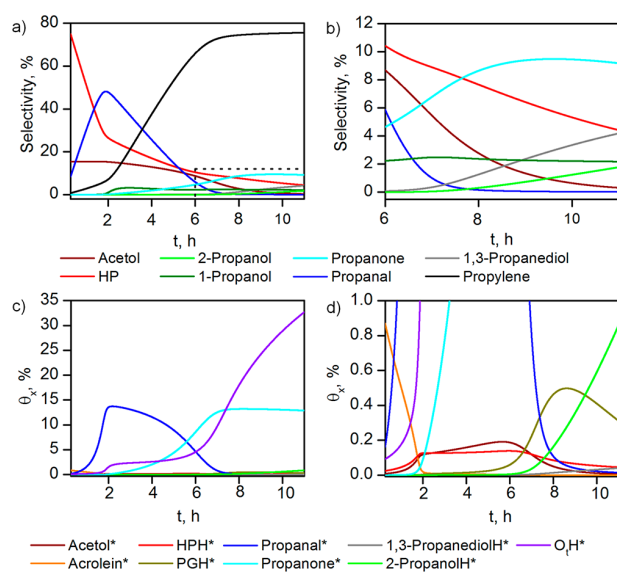 a)
b)
Selectivity, %
80
60
40
20
0
2 4 6 8 10
t, h
Selectivity, %
12
10
8
6
4
2
0
6 8 10
t, h
Acetol 2-Propanol Propanone 1,3-Propanediol
HP 1-Propanol Propanal Propylene
c)
d)
θx, %
35
30
25
20
15
10
5
0
2 4 6 8 10
t, h
θx, %
1.0
0.8
0.6
0.4
0.2
0.0
2 4 6 8 10
t, h
Acetol* HPH* Propanal* 1,3-PropanediolH* OtH*
Acrolein* PGH* Propanone* 2-PropanolH*